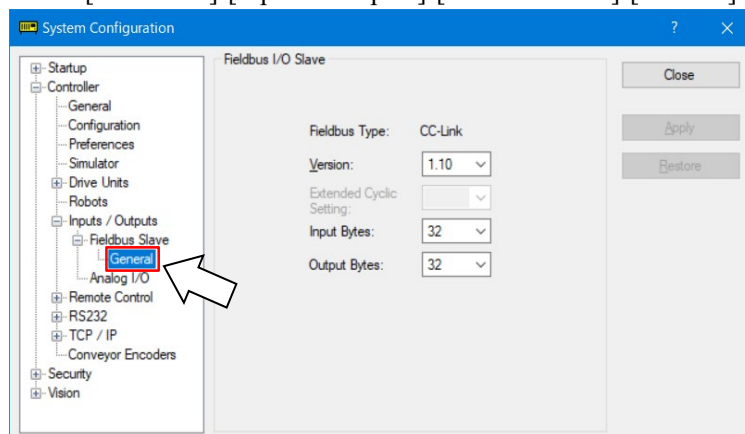 System Configuration
?
Startup
Controller
General
Configuration
Preferences
Simulator
Drive Units
Robots
Inputs / Outputs
Fieldbus Slave
General
Analog I/O
Remote Control
RS232
TCP / IP
Conveyor Encoders
Security
Vision
Fieldbus I/O Slave
Fieldbus Type: CC-Link
Version: 1.10
Extended Cyclic
Setting:
Input Bytes: 32
Output Bytes: 32
Close
Apply
Restore